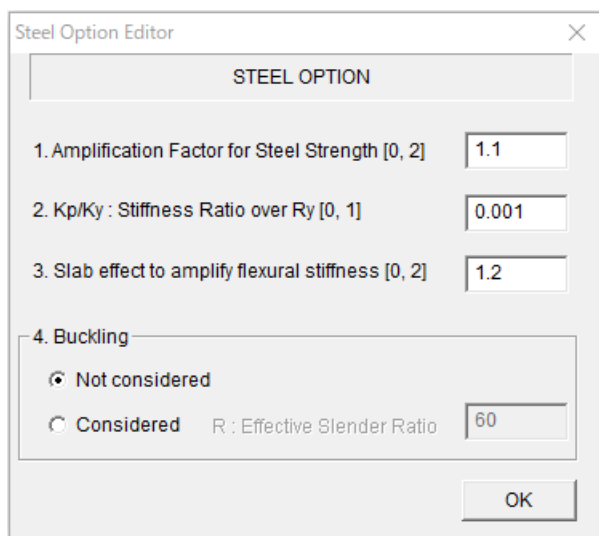 Steel Option Editor
STEEL OPTION
1. Amplification Factor for Steel Strength [0, 2] 1.1
2. Kp/Ky : Stiffness Ratio over Ry [0, 1] 0.001
3. Slab effect to amplify flexural stiffness [0, 2] 1.2
4. Buckling
Not considered
Considered R : Effective Slender Ratio 60
OK